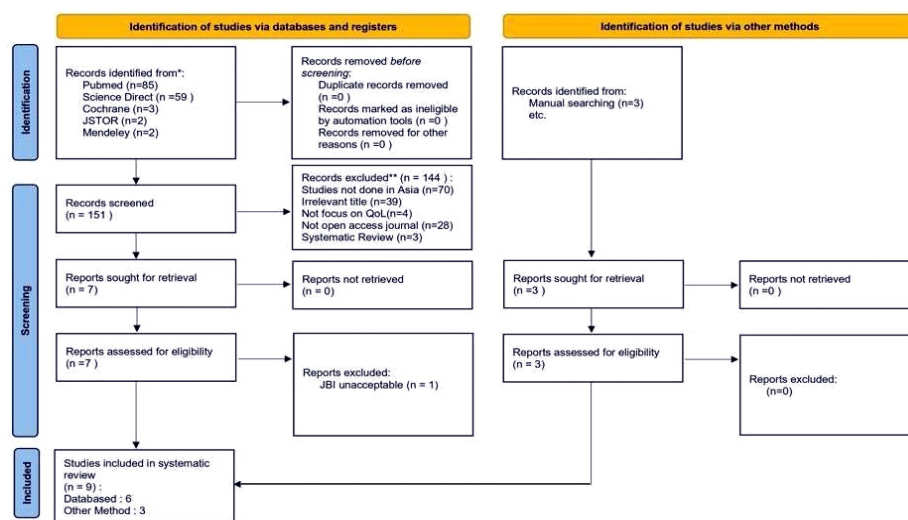 Identification of studies via databases and registers
Identification of studies via other methods
Identification
Records identified from*:
Pubmed (n=85)
Science Direct (n =59 )
Cochrane (n=3)
JSTOR (n=2)
Mendeley (n=2)
Records removed before
screening:
Duplicate records removed
(n =0 )
Records marked as ineligible
by automation tools (n =0 )
Records removed for other
reasons (n =0 )
Records identified from:
Manual searching (n=3)
etc.
Screening
Records screened
(n = 151 )
Records excluded** (n = 144 ) :
Studies not done in Asia (n=70)
Irrelevant title (n=39)
Not focus on QoL(n=4)
Not open access journal (n=28)
Systematic Review (n=3)
Reports sought for retrieval
(n = 7)
Reports not retrieved
(n = 0)
Reports sought for retrieval
(n =3 )
Reports not retrieved
(n =0 )
Reports assessed for eligibility
(n =7 )
Reports excluded:
JBI unacceptable (n = 1)
Reports assessed for eligibility
(n = 3)
Reports excluded:
(n=0)
Included
Studies included in systematic
review
(n = 9) :
Databased : 6
Other Method : 3